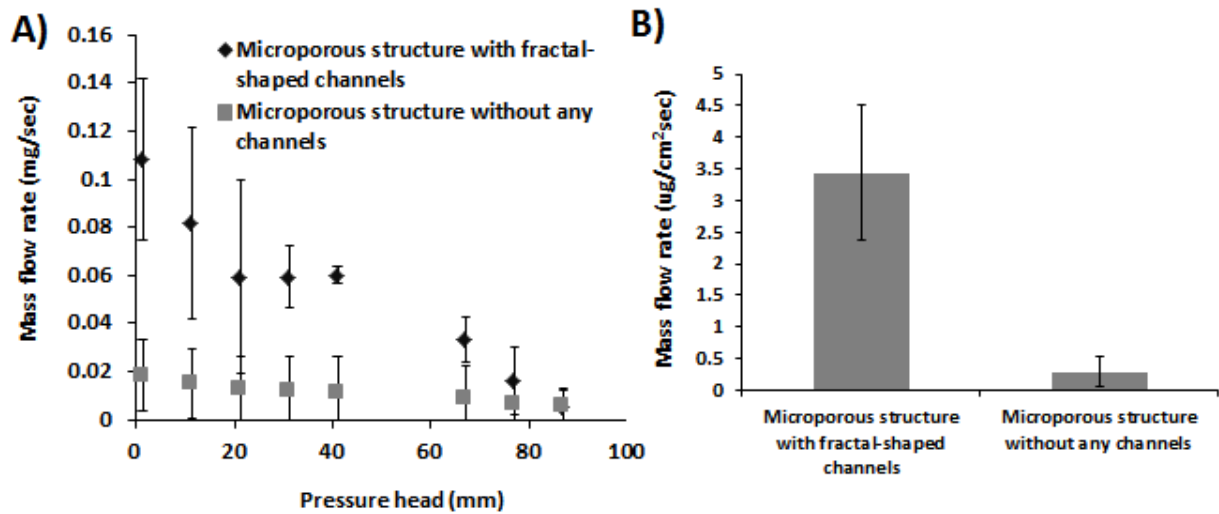 A)
Mass flow rate (mg/sec)
0.16
0.14
0.12
0.1
0.08
0.06
0.04
0.02
0
Microporous structure with fractal-
shaped channels
Microporous structure without any
channels
0
20
40
60
80
100
Pressure head (mm)
B)
Mass flow rate (ug/cm²sec)
5
4.5
4
3.5
3
2.5
2
1.5
1
0.5
0
Microporous structure
with fractal-shaped
channels
Microporous structure
without any channels